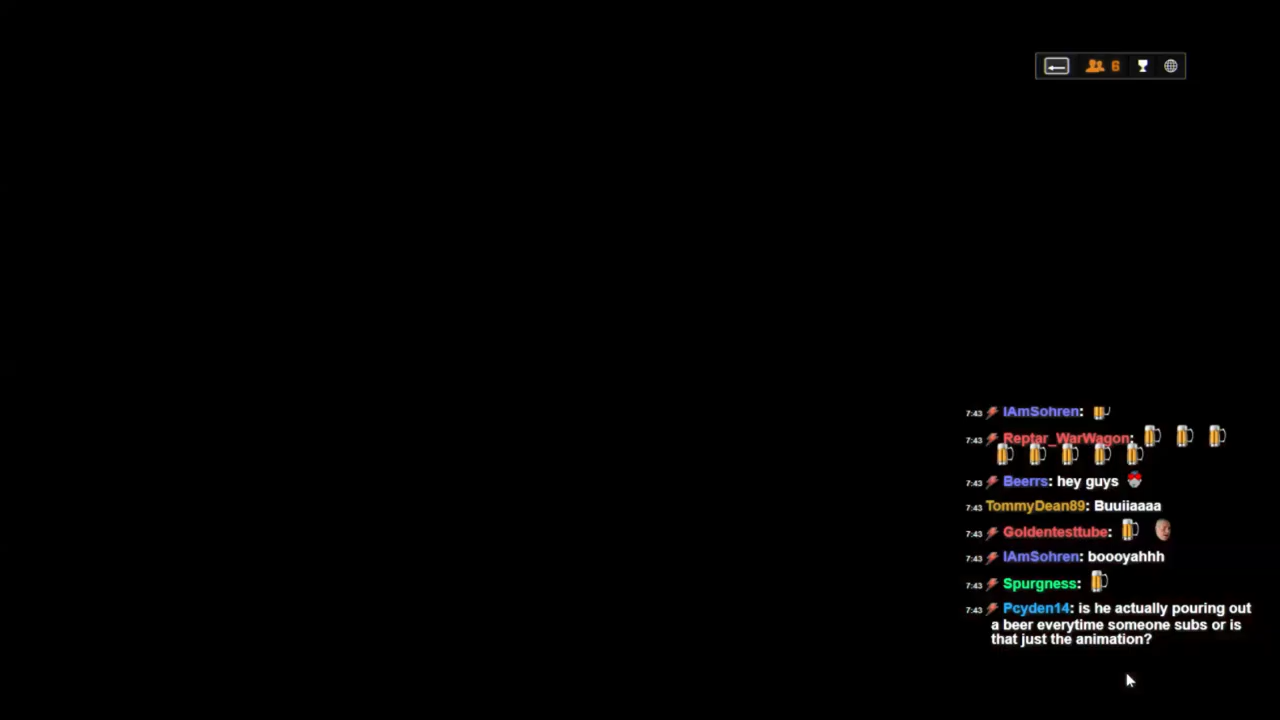 6
7:43 IAmSohren:
7:43 Reptar_WarWagon:
7:43 Beerrs: hey guys
7:43 TommyDean89: Buuiiaaaa
7:43 Goldentesttube:
7:43 IAmSohren: boooyahhh
7:43 Spurgness:
7:43 Pcyden14: is he actually pouring out
a beer everytime someone subs or is
that just the animation?